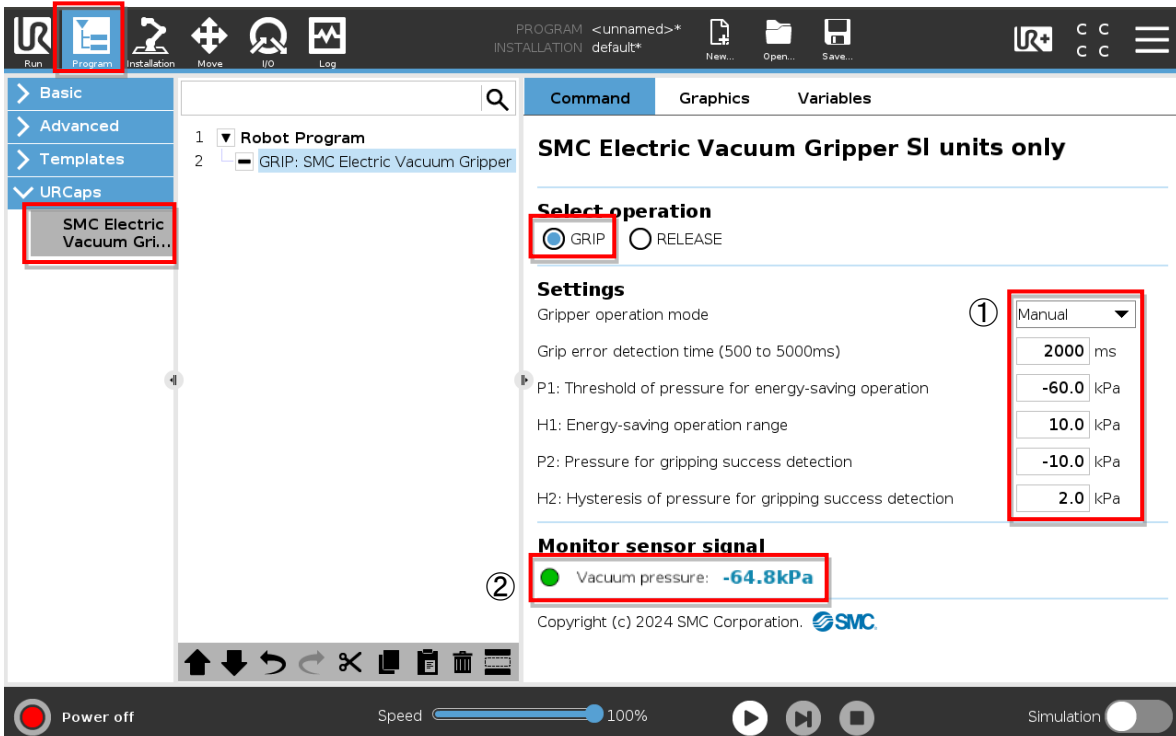 PROGRAM <unnamed>*
INSTALLATION default*
New... Open... Save...
UR UR+ C C
C C
Run Program Installation Move I/O Log
Basic
Advanced
Templates
URCaps
SMC Electric
Vacuum Gri...
1 Robot Program
2 GRIP: SMC Electric Vacuum Gripper
Command Graphics Variables
SMC Electric Vacuum Gripper SI units only
Select operation
GRIP RELEASE
Settings
Gripper operation mode ① Manual
Grip error detection time (500 to 5000ms) 2000 ms
P1: Threshold of pressure for energy-saving operation -60.0 kPa
H1: Energy-saving operation range 10.0 kPa
P2: Pressure for gripping success detection -10.0 kPa
H2: Hysteresis of pressure for gripping success detection 2.0 kPa
Monitor sensor signal
② Vacuum pressure: -64.8kPa
Copyright (c) 2024 SMC Corporation. SMC.
Power off Speed 100% Simulation